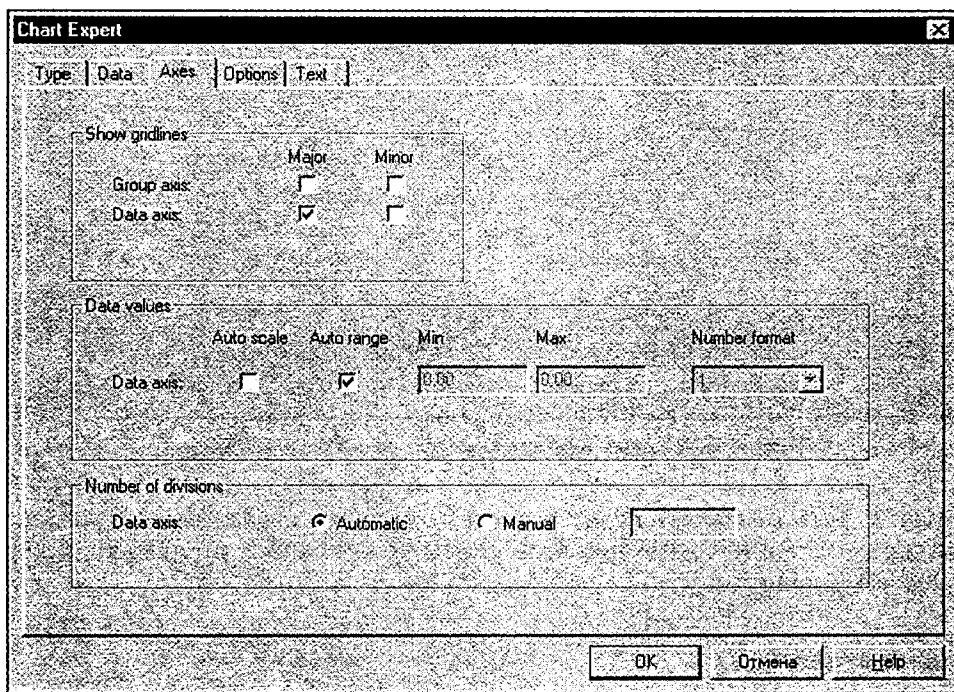 Chart Expert
Type Data Axes Options Text
Show gridlines
Major Minor
Group axis:
Data axis:
Data values
Auto scale Auto range Min Max Number format
Data axis: 0.00 0.00 1
Number of divisions
Data axis: Automatic Manual 1
OK Отмена Help